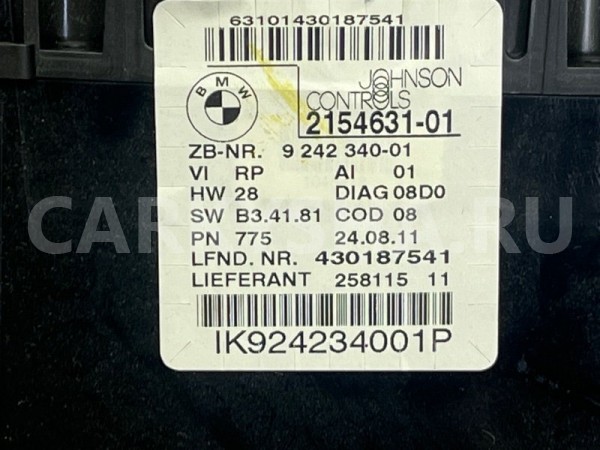 63101430187541
BMW
JOHNSON
CONTROLS
2154631-01
ZB-NR. 9 242 340-01
VI RP AI 01
HW 28 DIAG 08D0
SW B3.41.81 COD 08
PN 775 24.08.11
LFND. NR. 430187541
LIEFERANT 258115 11
IK924234001P